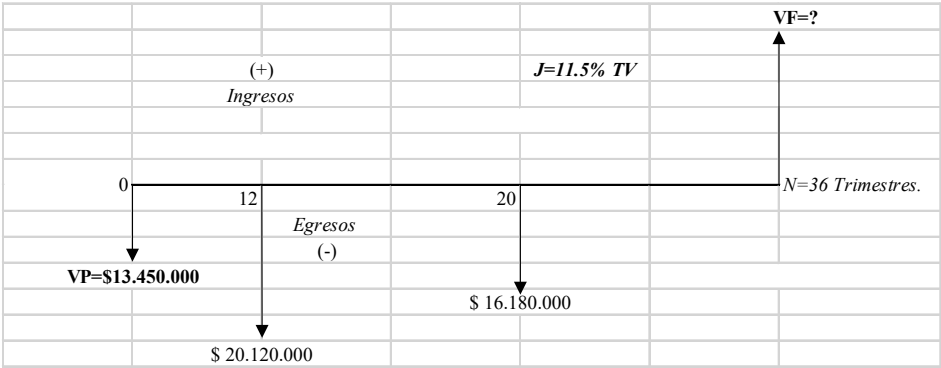 VF=?
(+)
J=11.5% TV
Ingresos
0
N=36 Trimestres.
12
20
Egresos
(-)
VP=$13.450.000
$ 16.180.000
$ 20.120.000